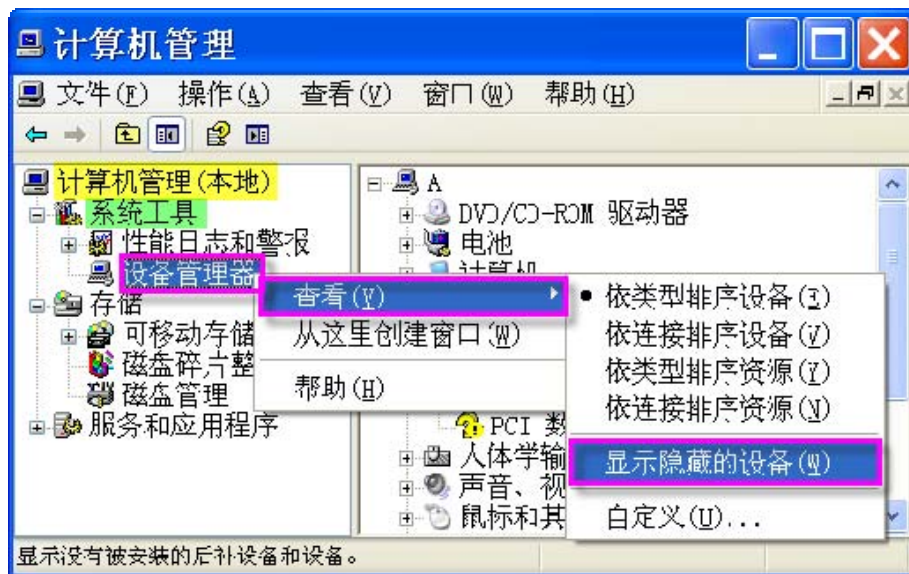 计算机管理
文件(F) 操作(A) 查看(V) 窗口(W) 帮助(H)
计算机管理(本地)
系统工具
性能日志和警报
设备管理器
存储
可移动存储
磁盘碎片整
磁盘管理
服务和应用程序
A
DVD/CD-ROM 驱动器
电池
计算机
PCI 数
人体学输
声音、视
鼠标和其
查看(V)
从这里创建窗口(W)
帮助(H)
依类型排序设备(E)
依连接排序设备(V)
依类型排序资源(Y)
依连接排序资源(N)
显示隐藏的设备(W)
自定义(U)...
显示没有被安装的后补设备和设备。